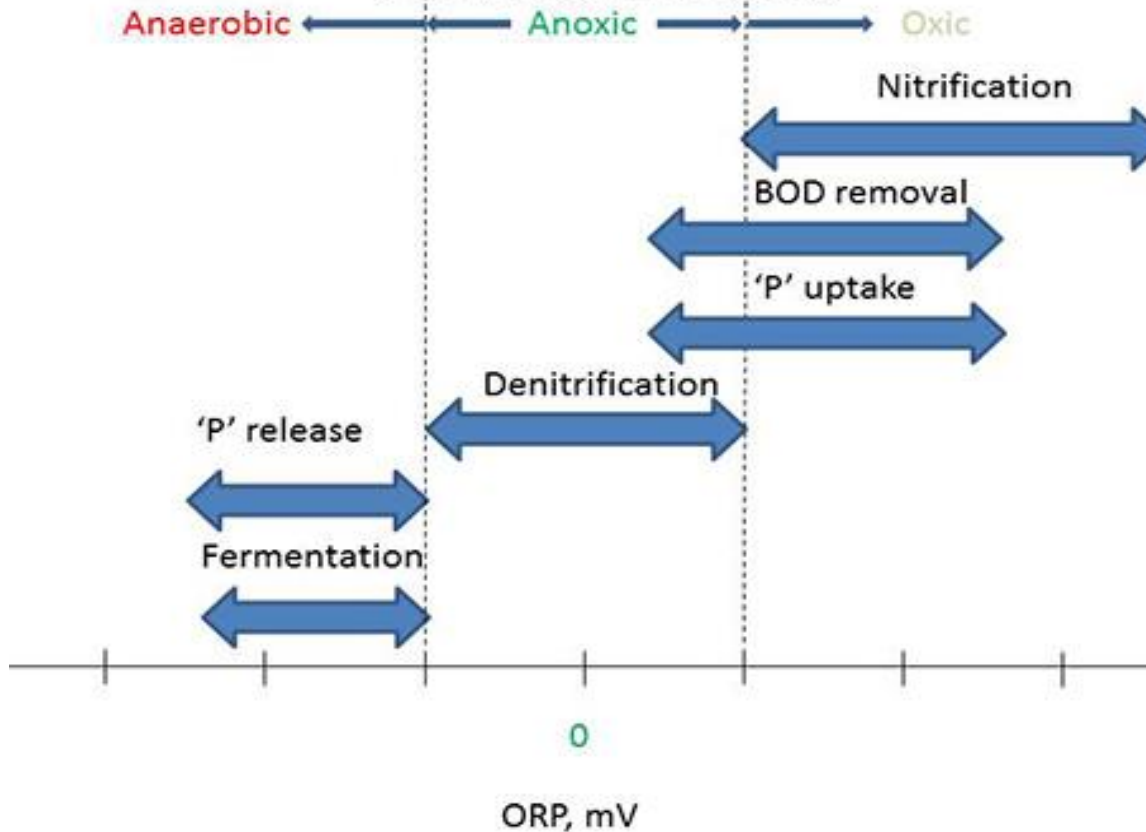 Anaerobic Anoxic Oxic
Nitrification
BOD removal
‘P’ uptake
Denitrification
‘P’ release
Fermentation
0
ORP, mV